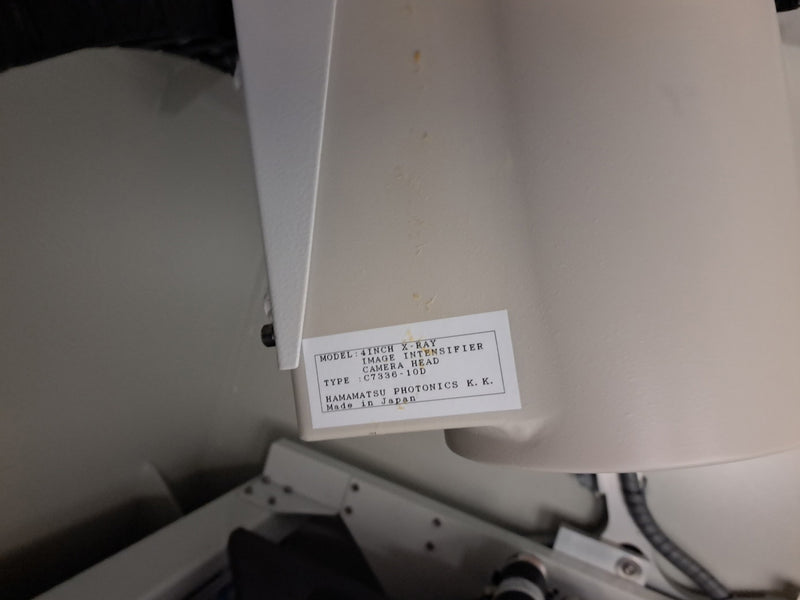 MODEL:4INCH X-RAY
IMAGE INTENSIFIER
CAMERA HEAD
TYPE :C7336-10D
HAMAMATSU PHOTONICS K.K.
Made in Japan